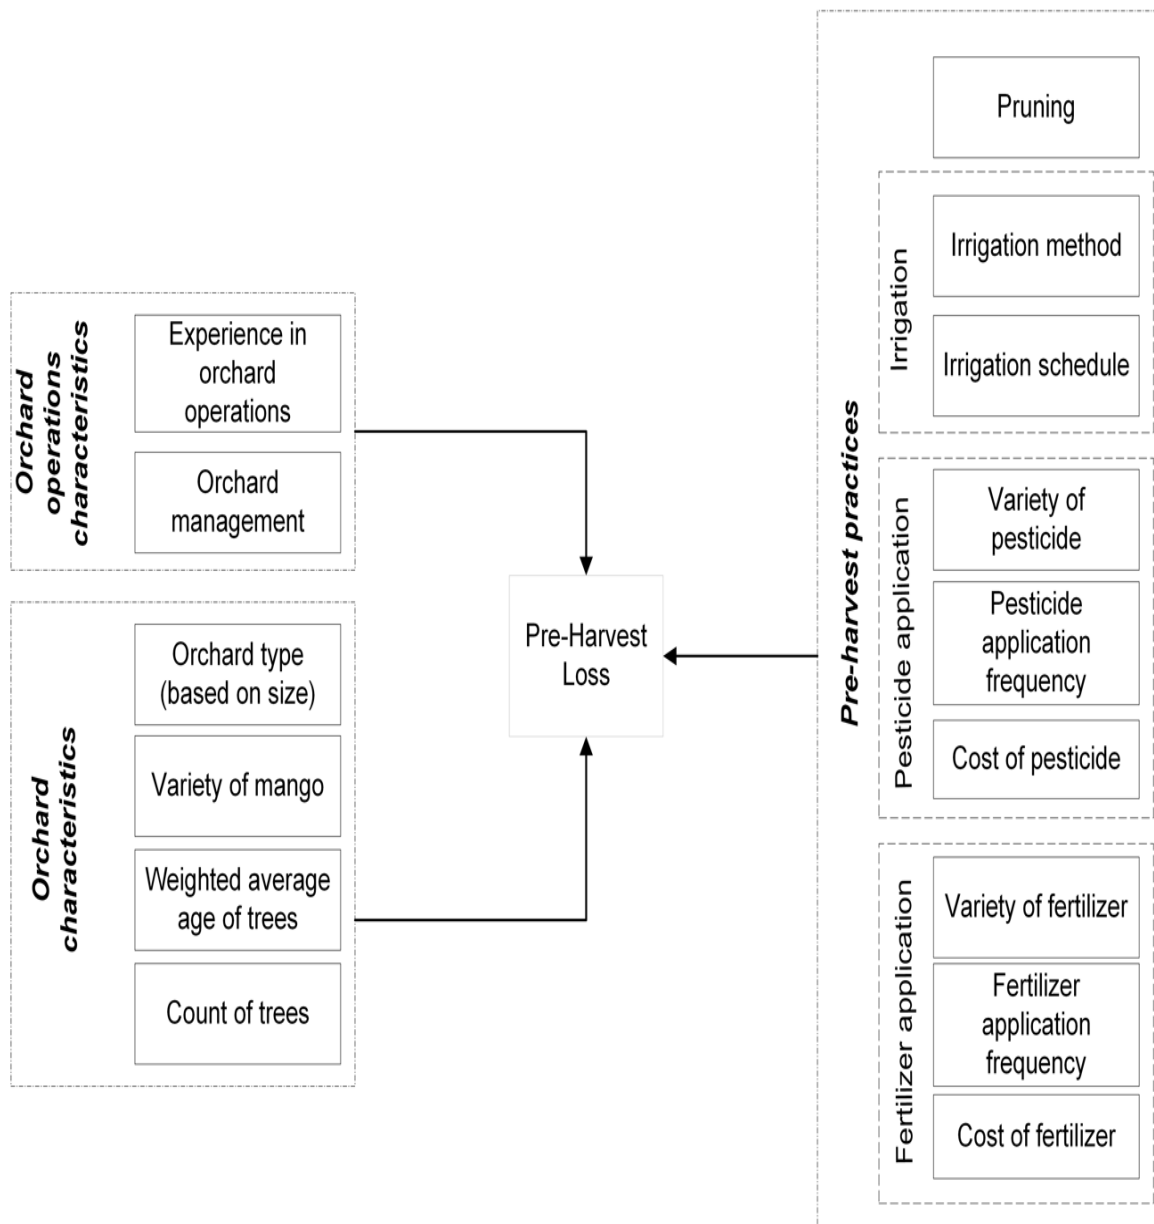 Orchard
operations
characteristics
Experience in
orchard
operations
Orchard
management
Orchard
characteristics
Orchard type
(based on size)
Variety of mango
Weighted average
age of trees
Count of trees
Pre-Harvest
Loss
Pre-harvest practices
Pruning
Irrigation
Irrigation method
Irrigation schedule
Pesticide application
Variety of
pesticide
Pesticide
application
frequency
Cost of pesticide
Fertilizer application
Variety of fertilizer
Fertilizer
application
frequency
Cost of fertilizer